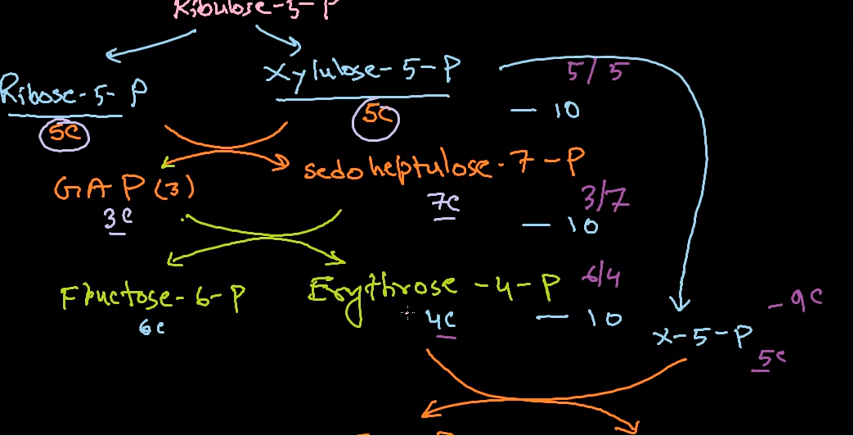 Ribulose-5-P
Ribose-5-P Xylulose-5-P 5/5
5C 5C - 10
GAP(3) sedoheptulose-7-P
3C 7C 3/7
- 10
Fructose-6-P Erythrose-4-P 6/4
6C 4C - 10 X-5-P - 9C
5C